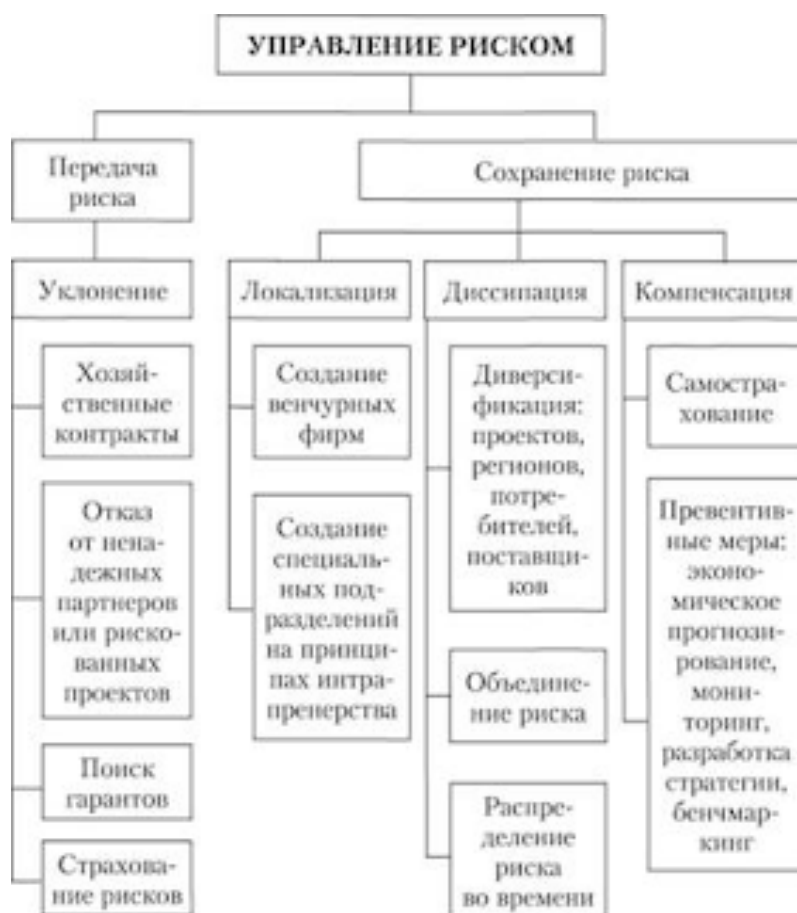 УПРАВЛЕНИЕ РИСКОМ
Передача
риска
Сохранение риска
Уклонение
Хозяй-
ственные
контракты
Отказ
от нена-
дежных
партнеров
или риско-
ванных
проектов
Поиск
гарантов
Страхова-
ние рисков
Локализация
Создание
венчурных
фирм
Создание
специаль-
ных под-
разделений
на принци-
пах интра-
пренерства
Диссипация
Диверси-
фикация:
проектов,
регионов,
потре-
бителей,
поставщи-
ков
Объедине-
ние риска
Распре-
деление
риска
во времени
Компенсация
Самостра-
хование
Превентив-
ные меры:
эконо-
мическое
прогнози-
рование,
мони-
торинг,
разработка
стратегии,
бенчмар-
кинг